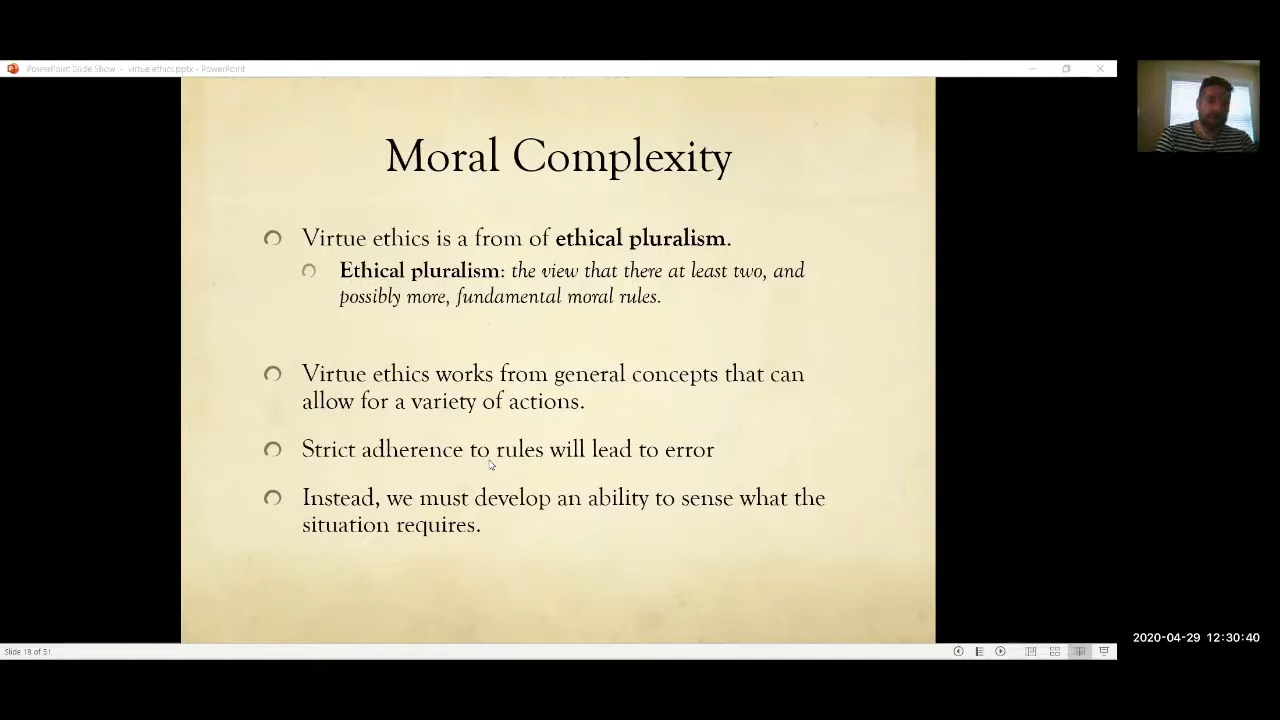 PowerPoint Slide Show - virtue ethics.pptx - PowerPoint
Moral Complexity
Virtue ethics is a from of ethical pluralism.
Ethical pluralism: the view that there at least two, and
possibly more, fundamental moral rules.
Virtue ethics works from general concepts that can
allow for a variety of actions.
Strict adherence to rules will lead to error
Instead, we must develop an ability to sense what the
situation requires.
2020-04-29 12:30:40
Slide 18 of 51